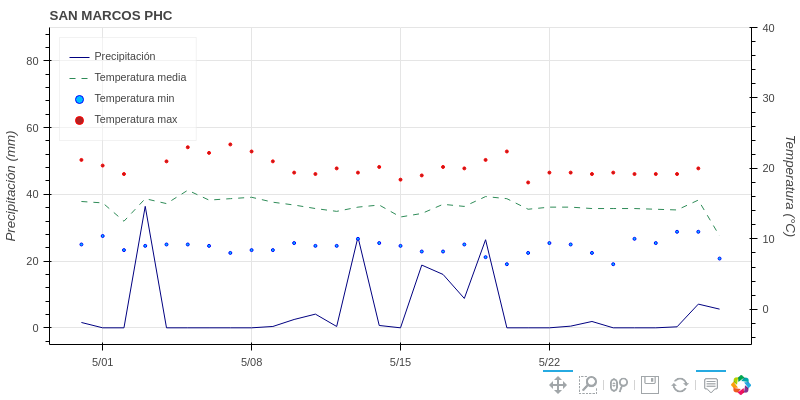 SAN MARCOS PHC
Precipitación
Temperatura media
Temperatura min
Temperatura max
Precipitación (mm)
80
60
40
20
0
Temperatura (°C)
40
30
20
10
0
5/01
5/08
5/15
5/22